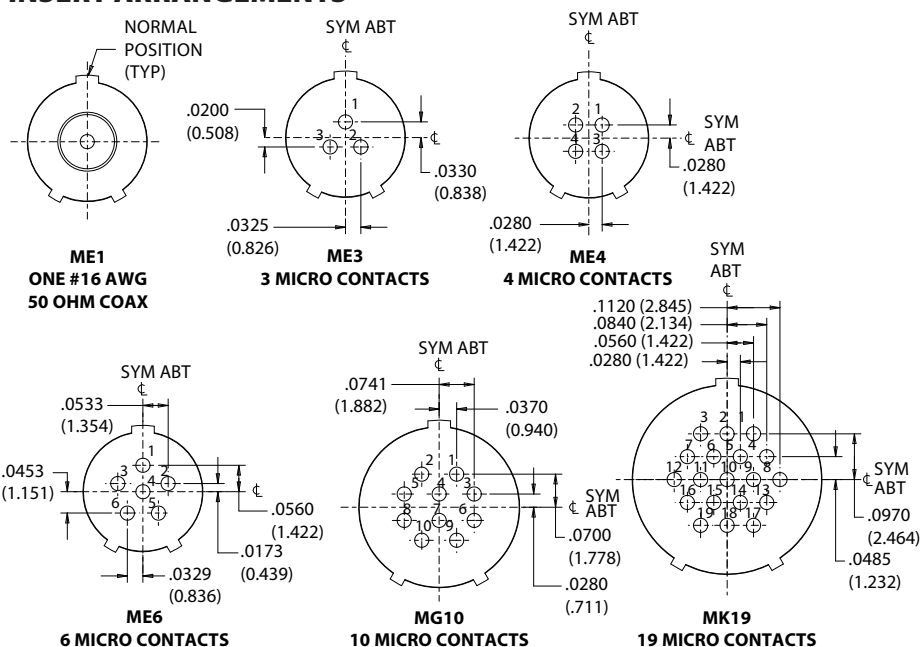 INSERT ARRANGEMENTS
NORMAL
POSITION
(TYP)
ME1
ONE #16 AWG
50 OHM COAX
SYM ABT
℄
.0200
(0.508)
1
3 2
℄
.0330
(0.838)
.0325
(0.826)
ME3
3 MICRO CONTACTS
SYM ABT
℄
2 1
4 3
℄ SYM
ABT
.0280
(1.422)
.0280
(1.422)
ME4
4 MICRO CONTACTS
SYM ABT
℄
.0533
(1.354)
.0453
(1.151)
1
3 2
4
6 5
℄
.0560
(1.422)
.0173
(0.439)
.0329
(0.836)
ME6
6 MICRO CONTACTS
SYM ABT
℄
.0741
(1.882)
.0370
(0.940)
2 1
5 4 3
8 7 6
10 9
℄ SYM
ABT
.0700
(1.778)
.0280
(.711)
MG10
10 MICRO CONTACTS
SYM
ABT
℄
.1120 (2.845)
.0840 (2.134)
.0560 (1.422)
.0280 (1.422)
3 2 1
7 6 5 4
12 11 10 9 8
16 15 14 13
19 18 17
℄ SYM
ABT
.0970
(2.464)
.0485
(1.232)
MK19
19 MICRO CONTACTS